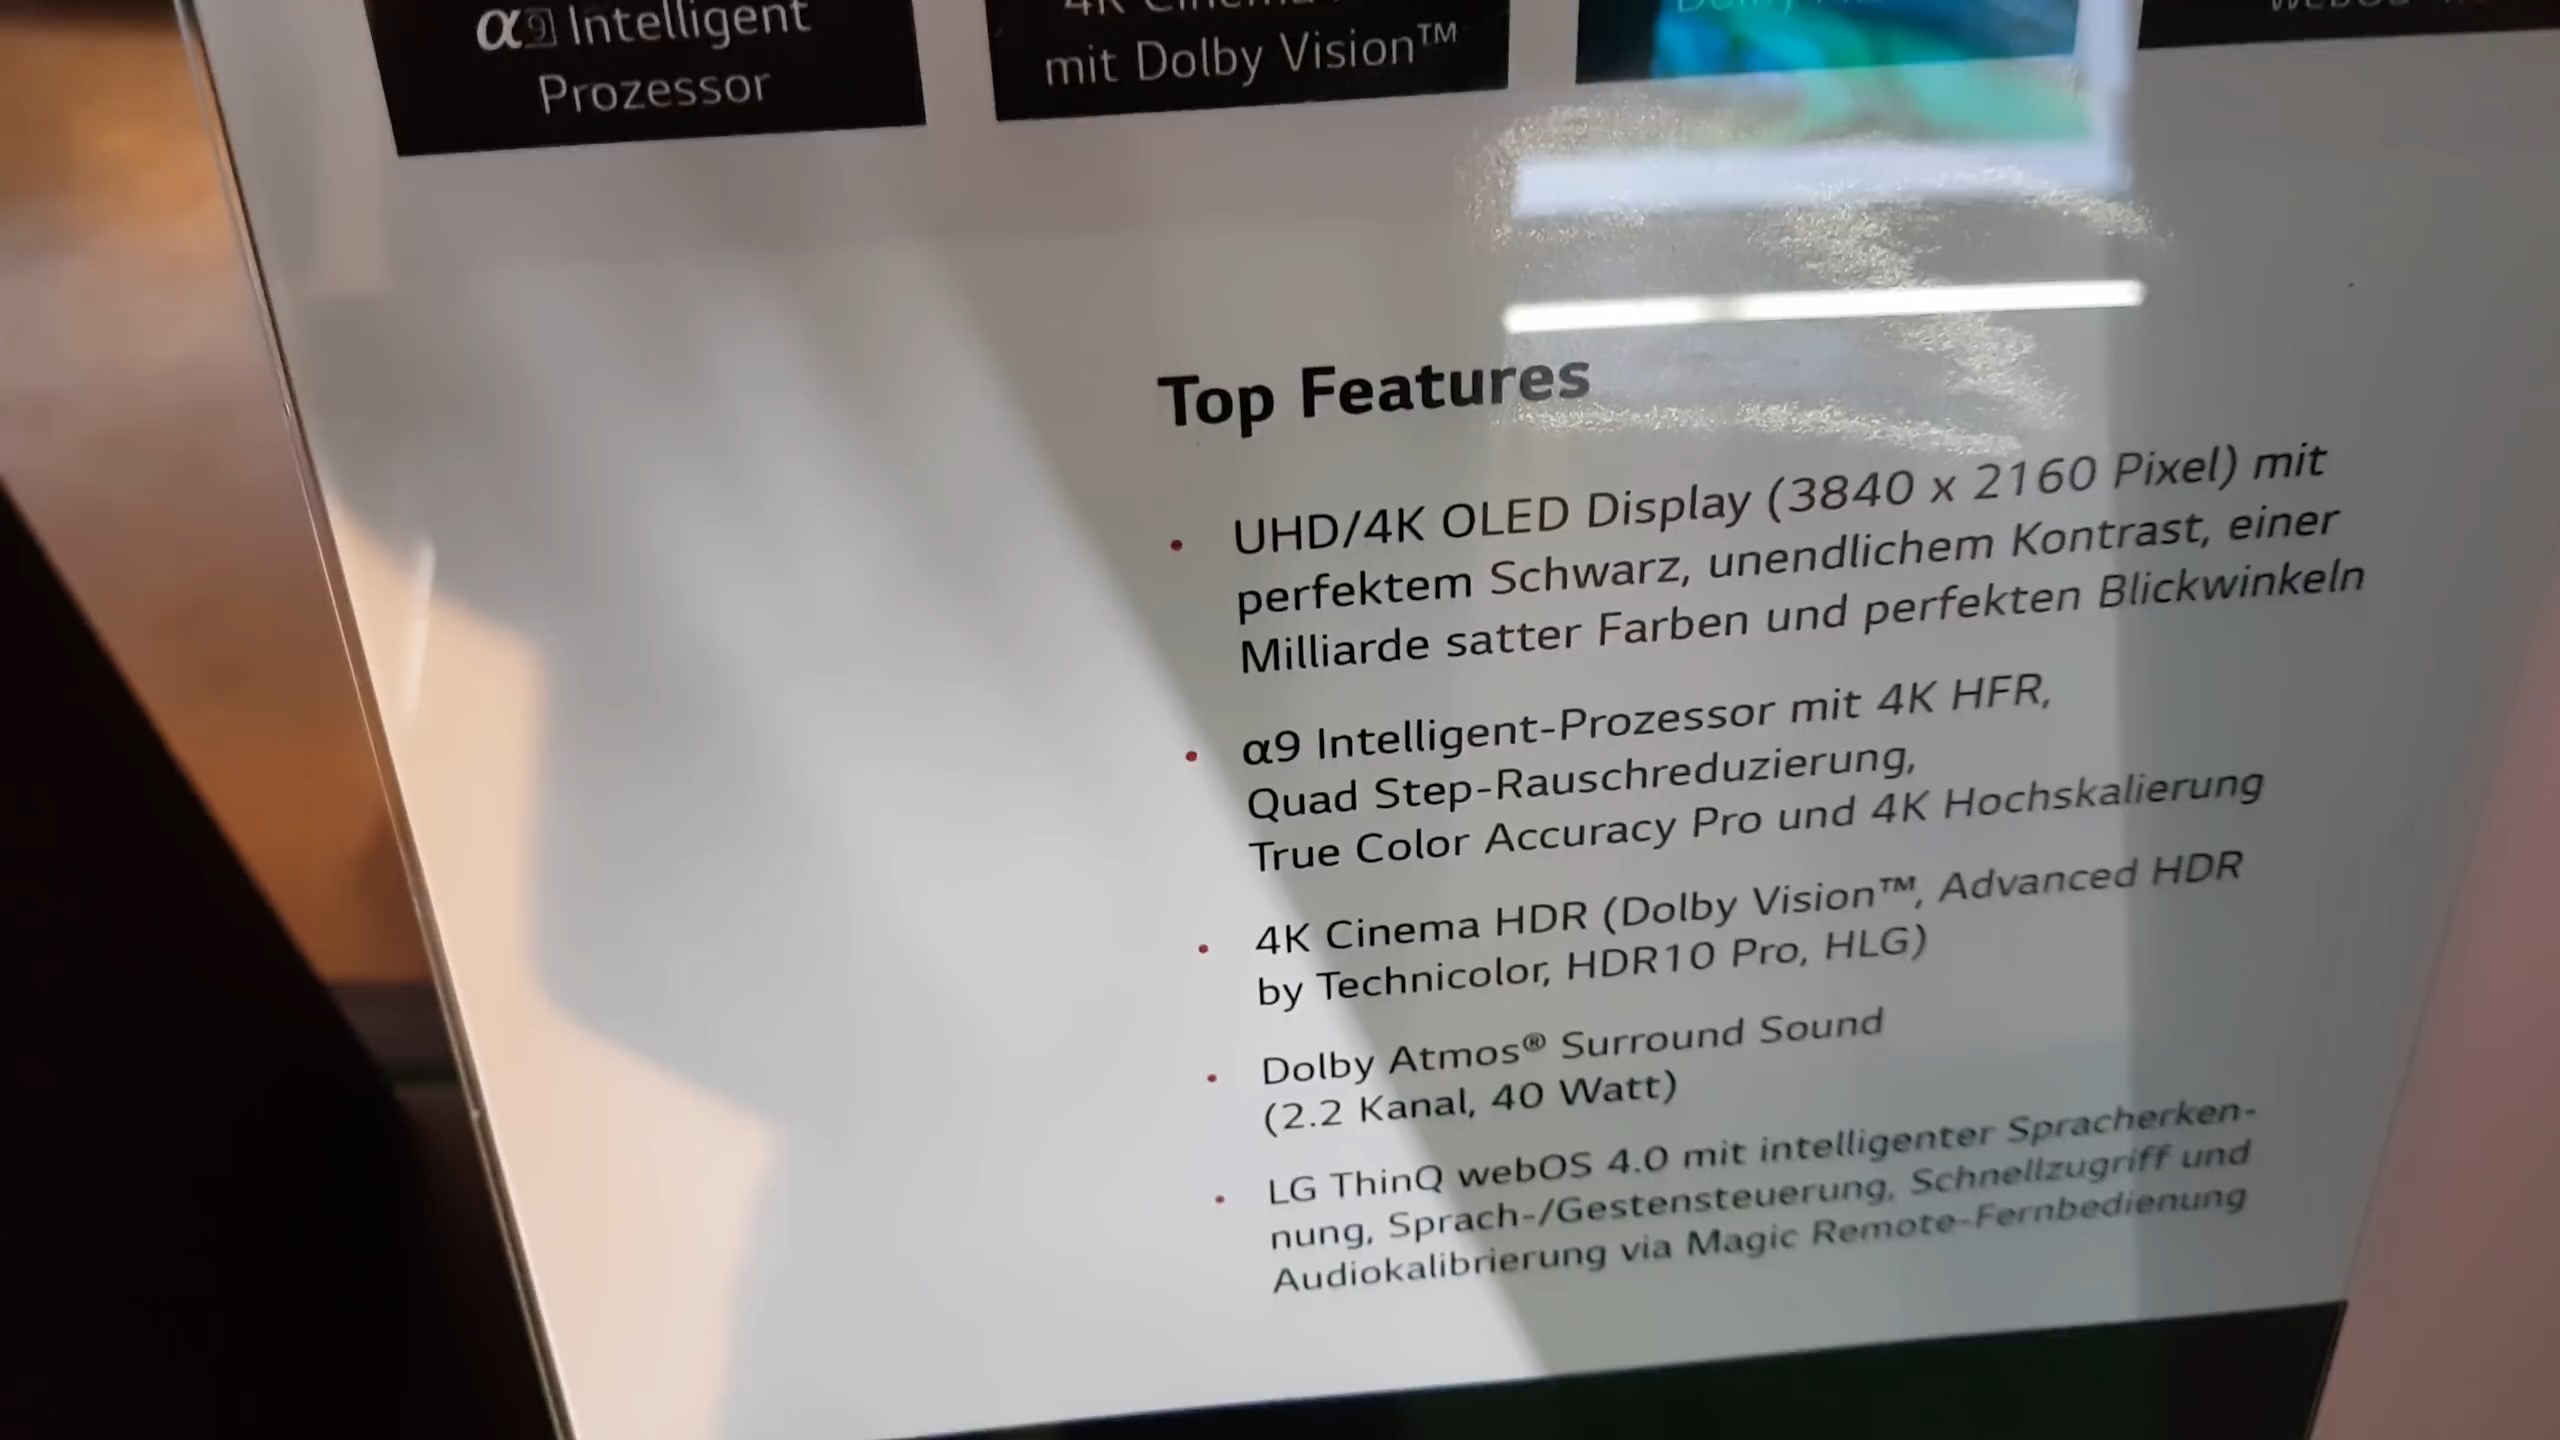 α9 Intelligent
Prozessor
4K Cinema
mit Dolby Vision™
Top Features
• UHD/4K OLED Display (3840 x 2160 Pixel) mit
perfektem Schwarz, unendlichem Kontrast, einer
Milliarde satter Farben und perfekten Blickwinkeln
• α9 Intelligent-Prozessor mit 4K HFR,
Quad Step-Rauschreduzierung,
True Color Accuracy Pro und 4K Hochskalierung
• 4K Cinema HDR (Dolby Vision™, Advanced HDR
by Technicolor, HDR10 Pro, HLG)
• Dolby Atmos® Surround Sound
(2.2 Kanal, 40 Watt)
• LG ThinQ webOS 4.0 mit intelligenter Spracherken-
nung, Sprach-/Gestensteuerung, Schnellzugriff und
Audiokalibrierung via Magic Remote-Fernbedienung